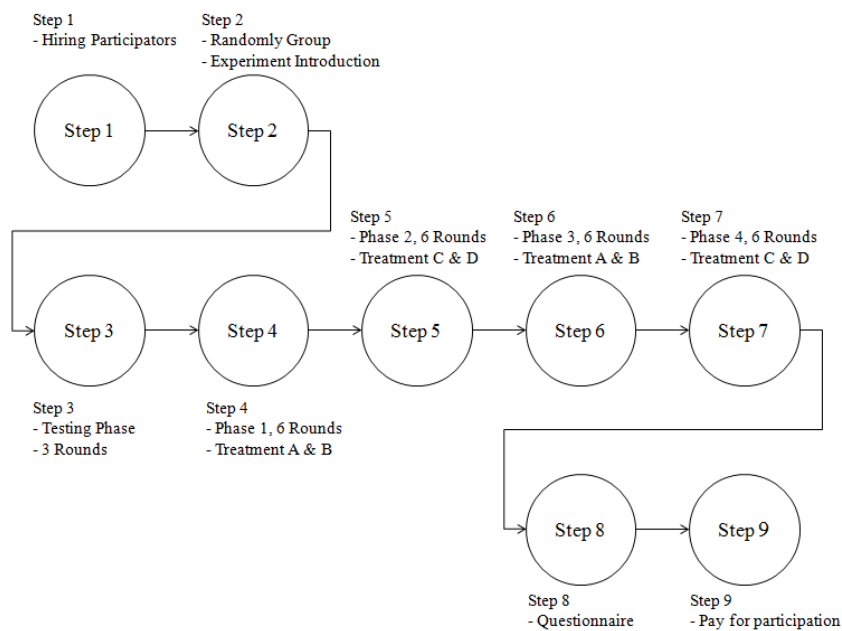 Step 1
- Hiring Participators
Step 2
- Randomly Group
- Experiment Introduction
Step 1
Step 2
Step 5
- Phase 2, 6 Rounds
- Treatment C & D
Step 6
- Phase 3, 6 Rounds
- Treatment A & B
Step 7
- Phase 4, 6 Rounds
- Treatment C & D
Step 3
Step 4
Step 5
Step 6
Step 7
Step 3
- Testing Phase
- 3 Rounds
Step 4
- Phase 1, 6 Rounds
- Treatment A & B
Step 8
Step 9
Step 8
- Questionnaire
Step 9
- Pay for participation